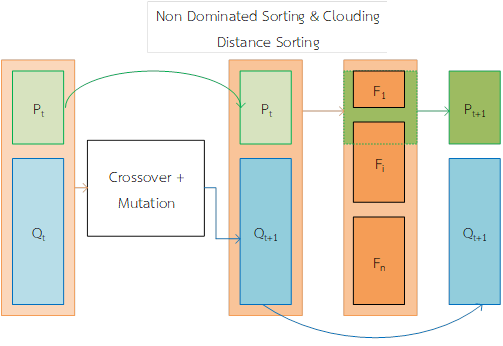 Non Dominated Sorting & Clouding
Distance Sorting
Pt
Qt
Crossover +
Mutation
Pt
Qt+1
F1
Fi
Fn
Pt+1
Qt+1